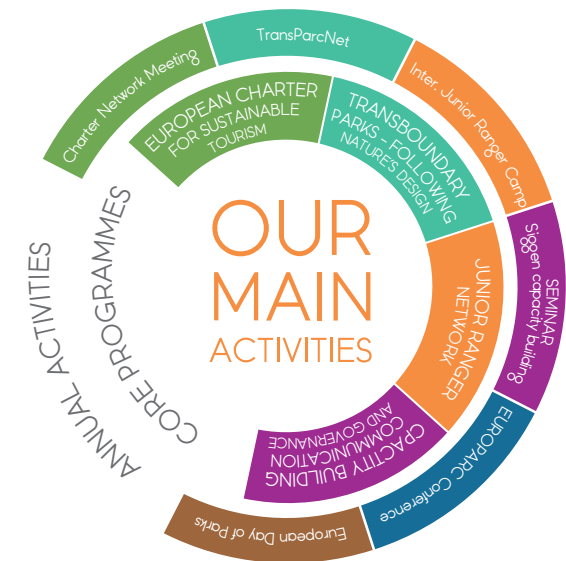 OUR
MAIN
ACTIVITIES
ANNUAL ACTIVITIES
Charter Network Meeting
TransParcNet
Inter. Junior Ranger Camp
SEMINAR
Siggen capacity building
EUROPARC Conference
European Day of Parks
CORE PROGRAMMES
EUROPEAN CHARTER
FOR SUSTAINABLE
TOURISM
TRANSBOUNDARY
PARKS – FOLLOWING
NATURE'S DESIGN
JUNIOR RANGER
NETWORK
CPACTITY BUILDING
COMMUNICATION
AND GOVERNANCE